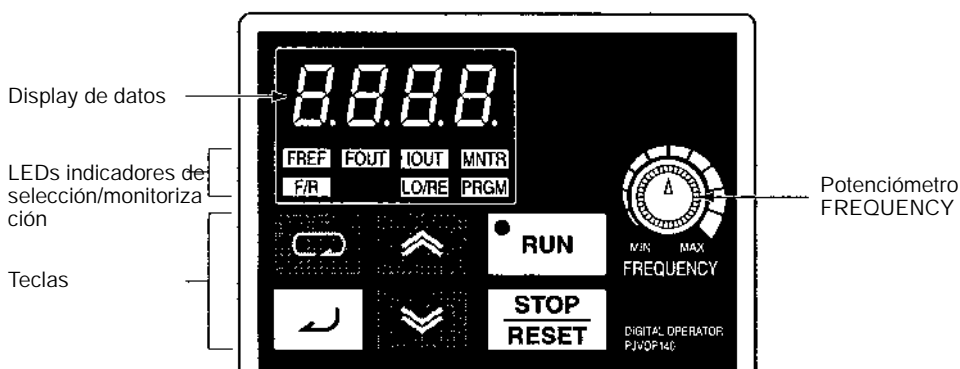 Display de datos
8.8.8.8.
FREF FOUT IOUT MNTR
F/R LO/RE PRGM
LEDs indicadores de
selección/monitoriza
ción
Teclas
RUN
STOP
RESET
MIN MAX
FREQUENCY
Potenciómetro
FREQUENCY
DIGITAL OPERATOR
PJVOP140